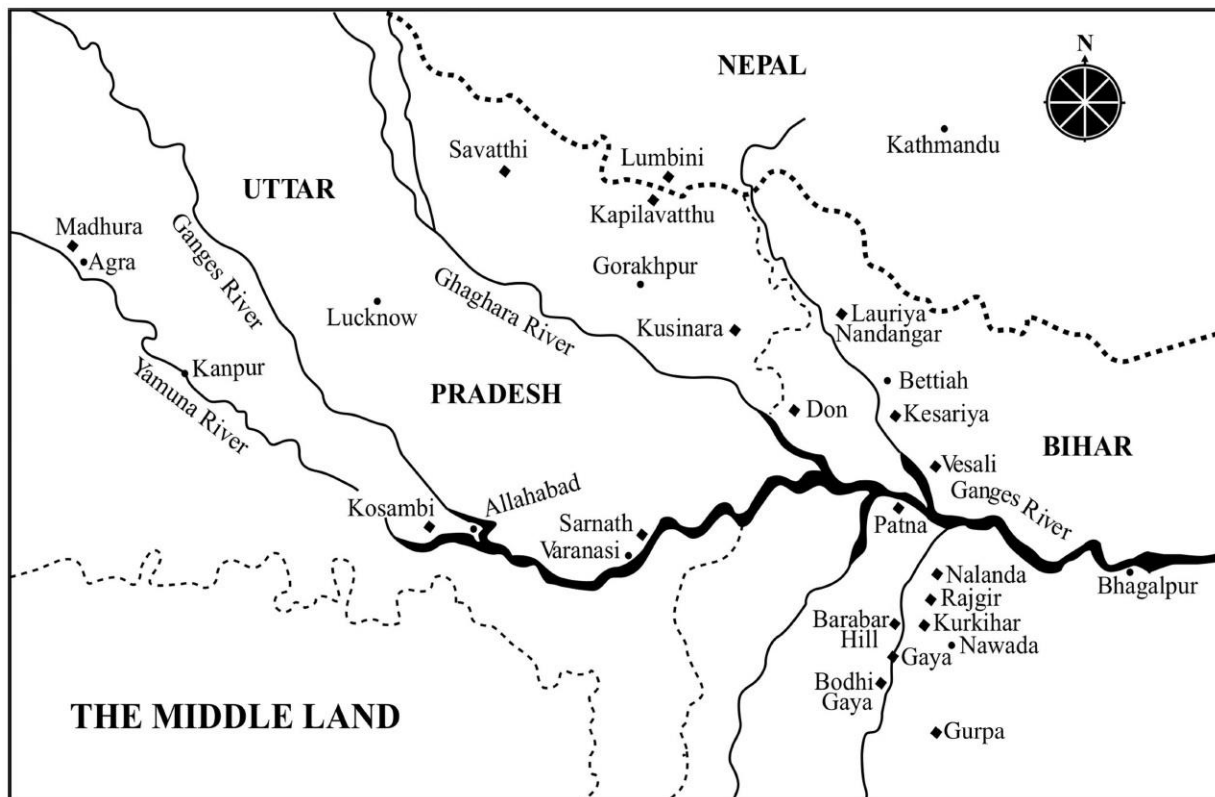 N
NEPAL
Kathmandu
Savatthi
Lumbini
UTTAR
Kapilavatthu
Madhura
Agra
Ganges River
Gorakhpur
Ghaghara River
Lucknow
Lauriya
Nandangar
Kusinara
Kanpur
Yamuna River
PRADESH
Bettiah
Don
Kesariya
BIHAR
Vesali
Ganges River
Kosambi
Allahabad
Sarnath
Patna
Varanasi
Nalanda
Bhagalpur
Rajgir
Barabar
Hill
Kurkihar
Nawada
Gaya
Bodhi
Gaya
THE MIDDLE LAND
Gurpa